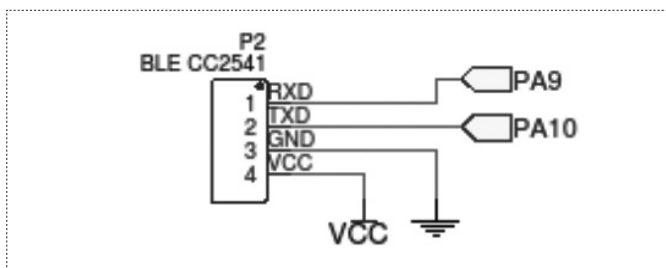 P2
BLE CC2541
1 RXD
2 TXD
3 GND
4 VCC
PA9
PA10
VCC